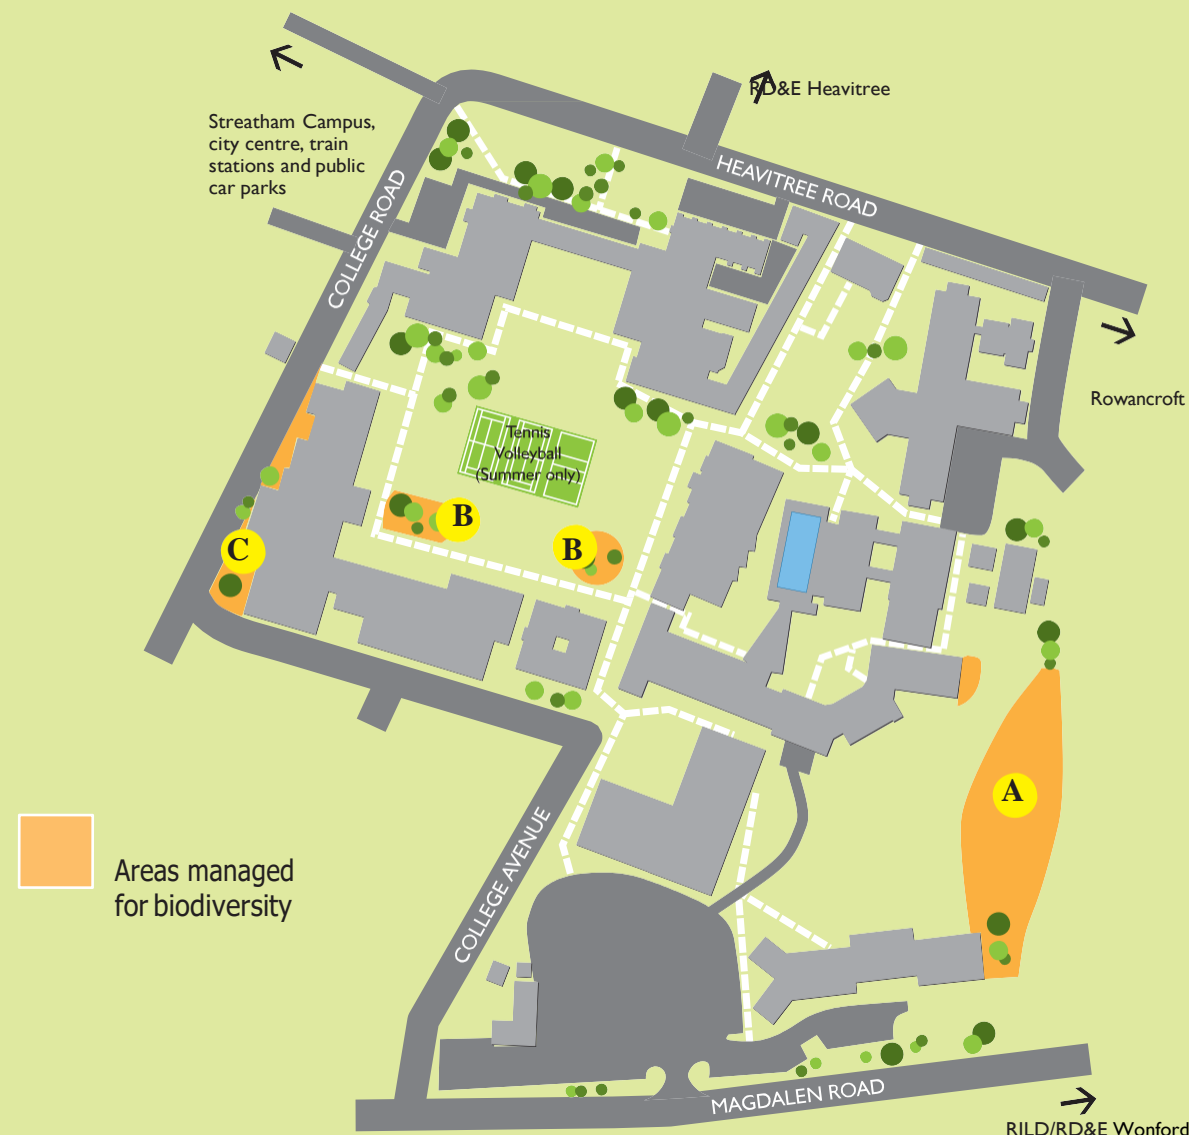 RD&E Heavitree
Streatham Campus,
city centre, train
stations and public
car parks
HEAVITREE ROAD
COLLEGE ROAD
Rowancroft
Tennis
Volleyball
(Summer only)
B
B
C
A
Areas managed
for biodiversity
COLLEGE AVENUE
MAGDALEN ROAD
RILD/RD&E Wonford